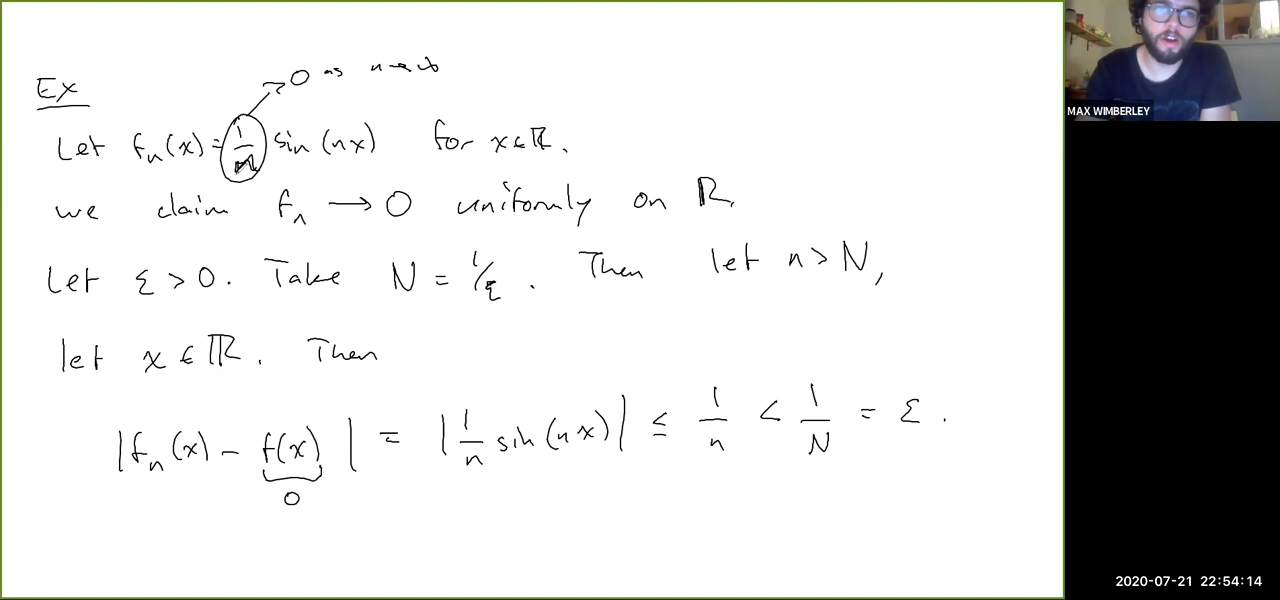 Ex
0 as n→∞
Let fₙ(x) = 1/n sin(nx) for x∈ℝ.
we claim fₙ → 0 uniformly on ℝ.
Let ε > 0. Take N = 1/ε. Then let n > N,
let x ∈ ℝ. Then
|fₙ(x) − f(x)| = |1/n sin(nx)| ≤ 1/n < 1/N = ε.
0
MAX WIMBERLEY
2020-07-21 22:54:14